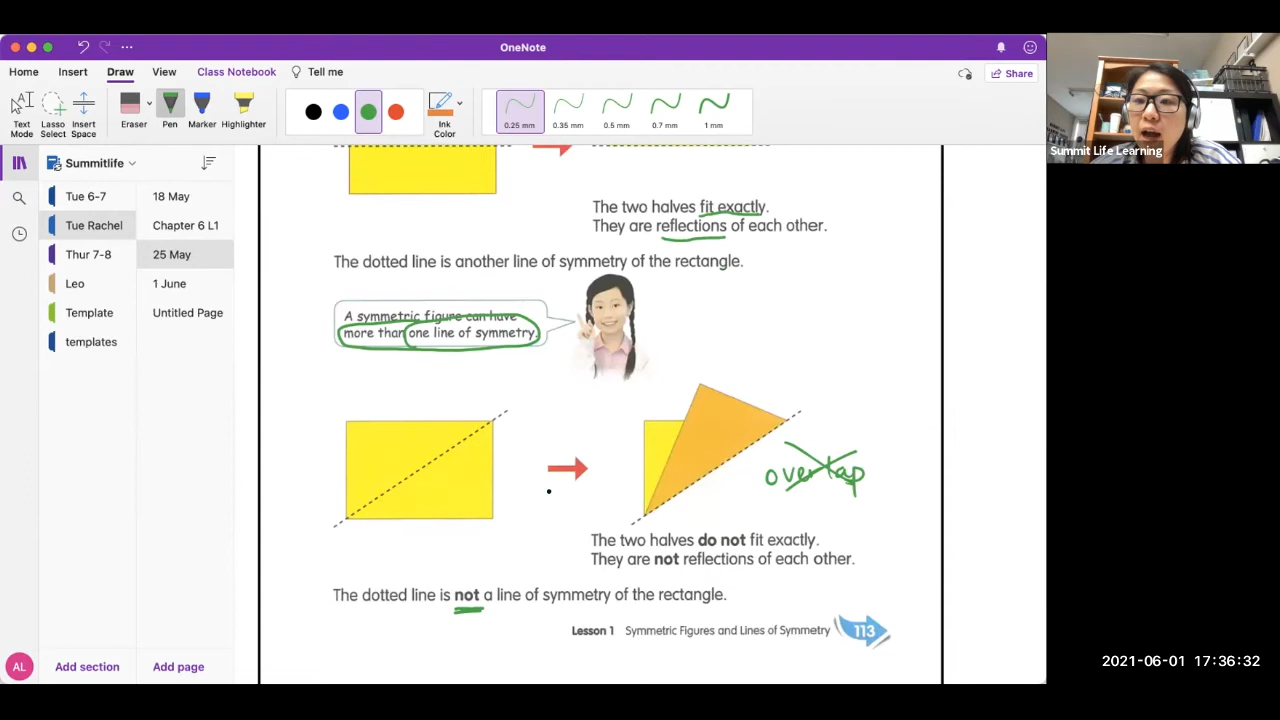 OneNote
Home Insert Draw View Class Notebook Tell me
Share
Text Mode
Lasso Select
Insert Space
Eraser
Pen
Marker
Highlighter
Ink Color
0.25 mm
0.35 mm
0.5 mm
0.7 mm
1 mm
Summit Life Learning
Summitlife
Tue 6-7
Tue Rachel
Thur 7-8
Leo
Template
templates
18 May
Chapter 6 L1
25 May
1 June
Untitled Page
The two halves fit exactly.
They are reflections of each other.
The dotted line is another line of symmetry of the rectangle.
A symmetric figure can have
more than one line of symmetry.
overlap
The two halves do not fit exactly.
They are not reflections of each other.
The dotted line is not a line of symmetry of the rectangle.
Lesson 1 Symmetric Figures and Lines of Symmetry 113
AL
Add section
Add page
2021-06-01 17:36:32